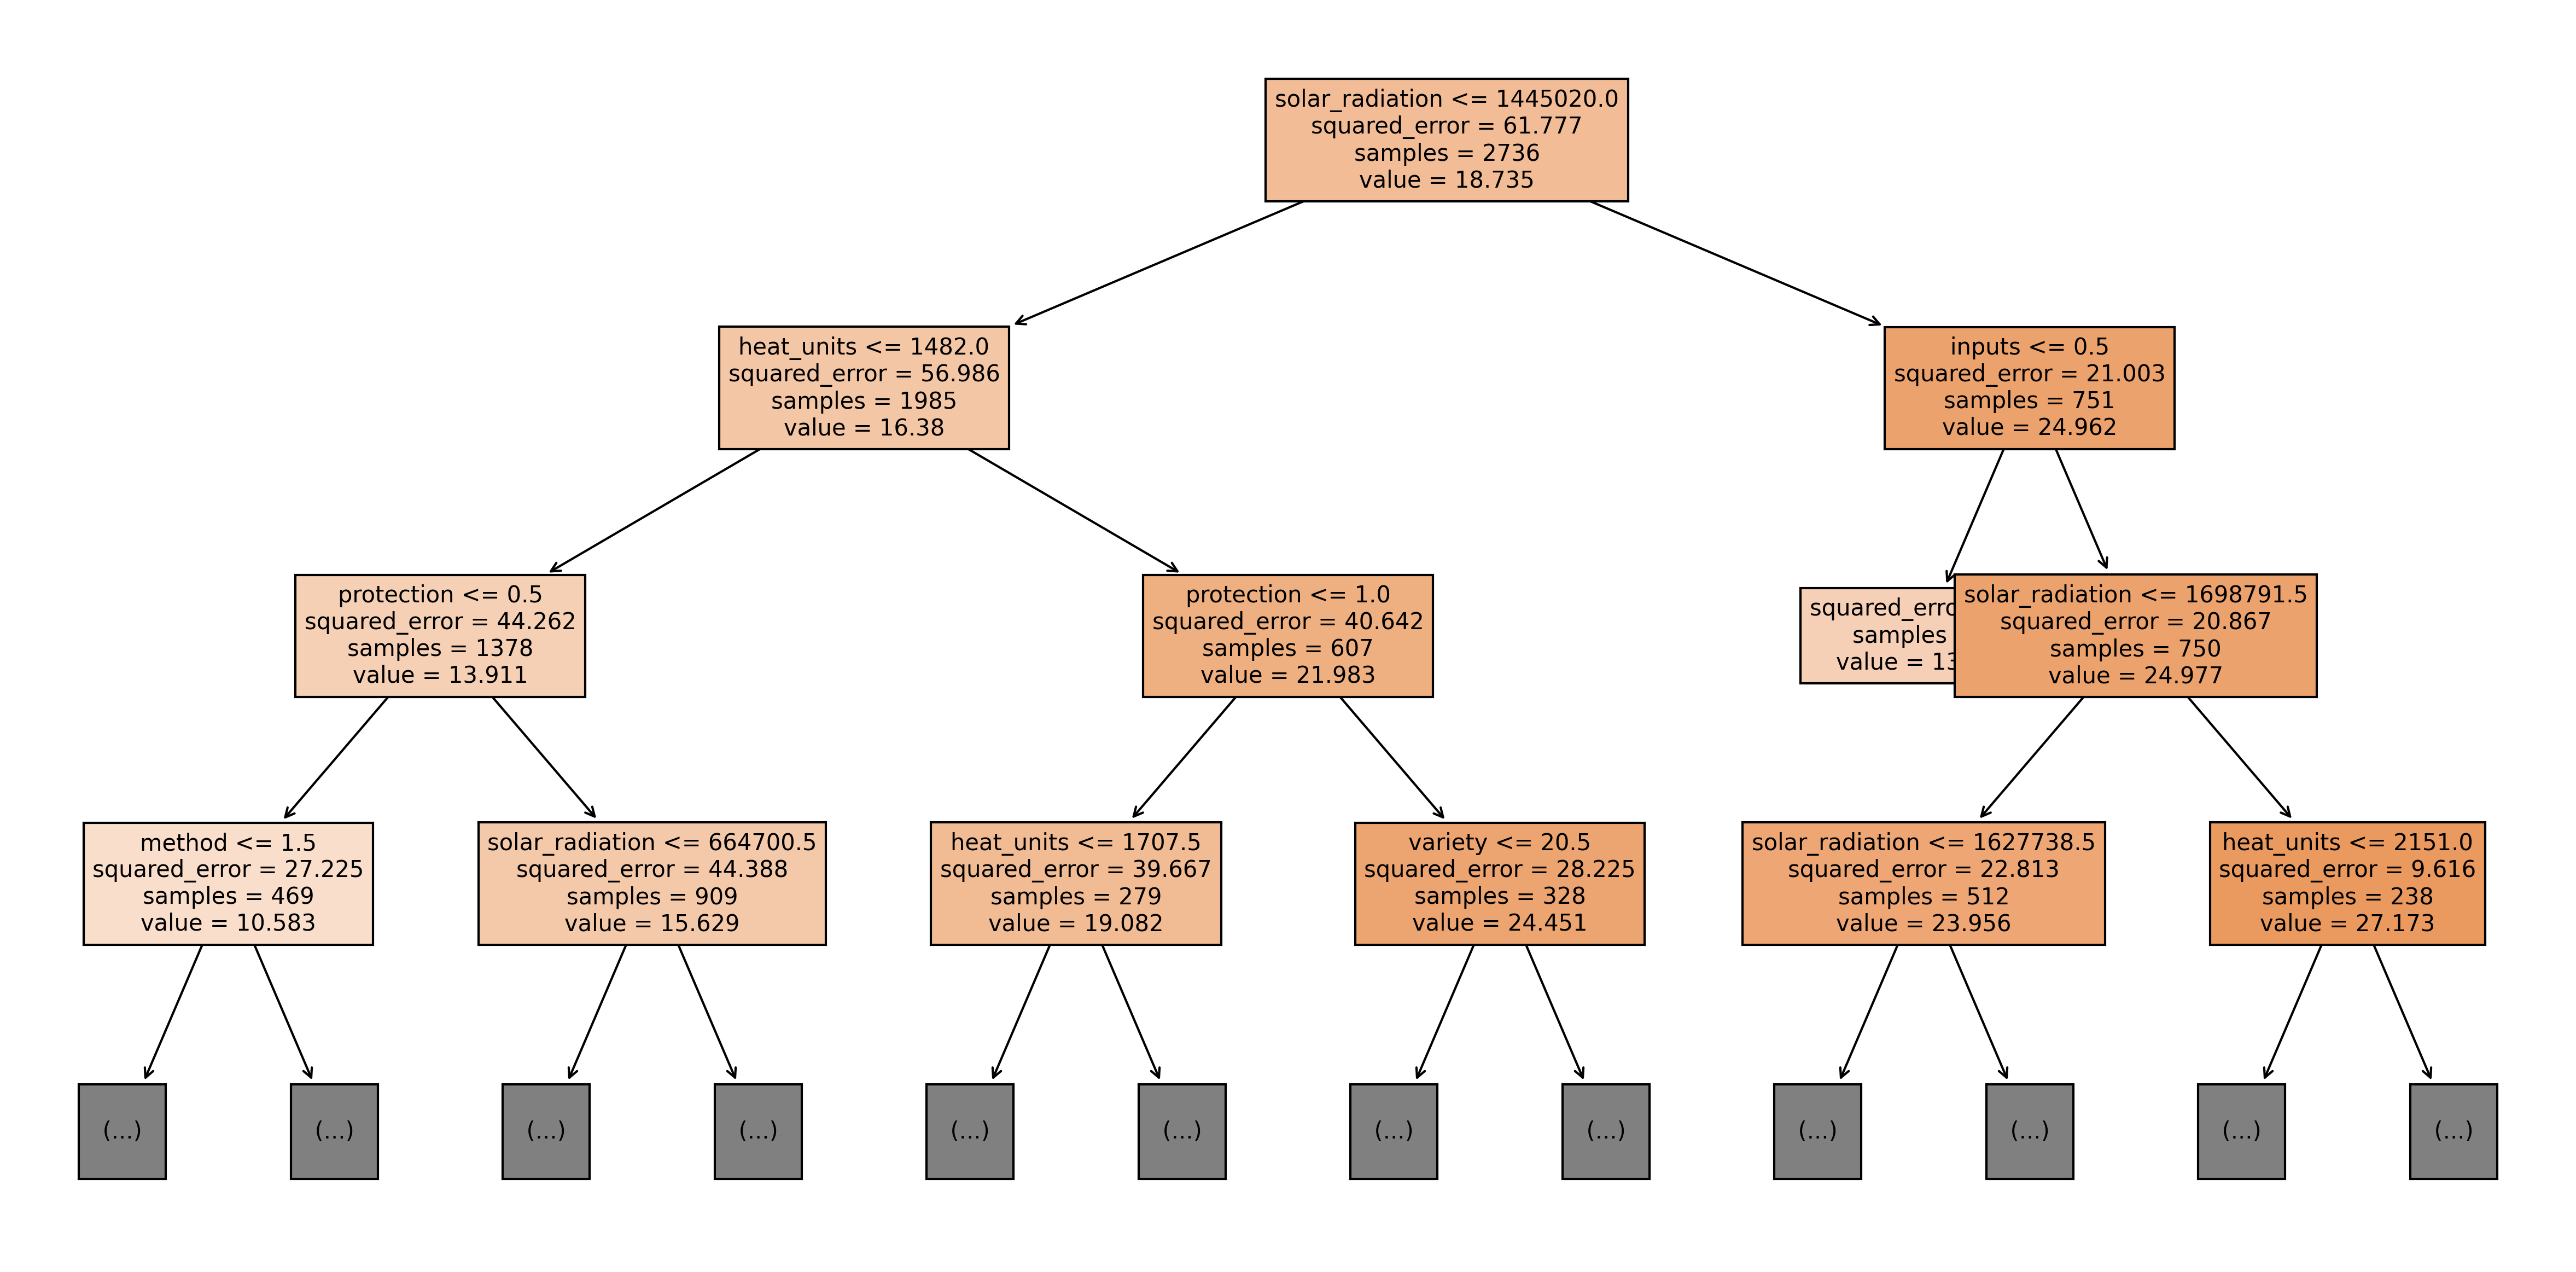 solar_radiation <= 1445020.0
squared_error = 61.777
samples = 2736
value = 18.735
heat_units <= 1482.0
squared_error = 56.986
samples = 1985
value = 16.38
inputs <= 0.5
squared_error = 21.003
samples = 751
value = 24.962
protection <= 0.5
squared_error = 44.262
samples = 1378
value = 13.911
protection <= 1.0
squared_error = 40.642
samples = 607
value = 21.983
squared_erro
samples
value = 13
solar_radiation <= 1698791.5
squared_error = 20.867
samples = 750
value = 24.977
method <= 1.5
squared_error = 27.225
samples = 469
value = 10.583
solar_radiation <= 664700.5
squared_error = 44.388
samples = 909
value = 15.629
heat_units <= 1707.5
squared_error = 39.667
samples = 279
value = 19.082
variety <= 20.5
squared_error = 28.225
samples = 328
value = 24.451
solar_radiation <= 1627738.5
squared_error = 22.813
samples = 512
value = 23.956
heat_units <= 2151.0
squared_error = 9.616
samples = 238
value = 27.173
(...)
(...)
(...)
(...)
(...)
(...)
(...)
(...)
(...)
(...)
(...)
(...)